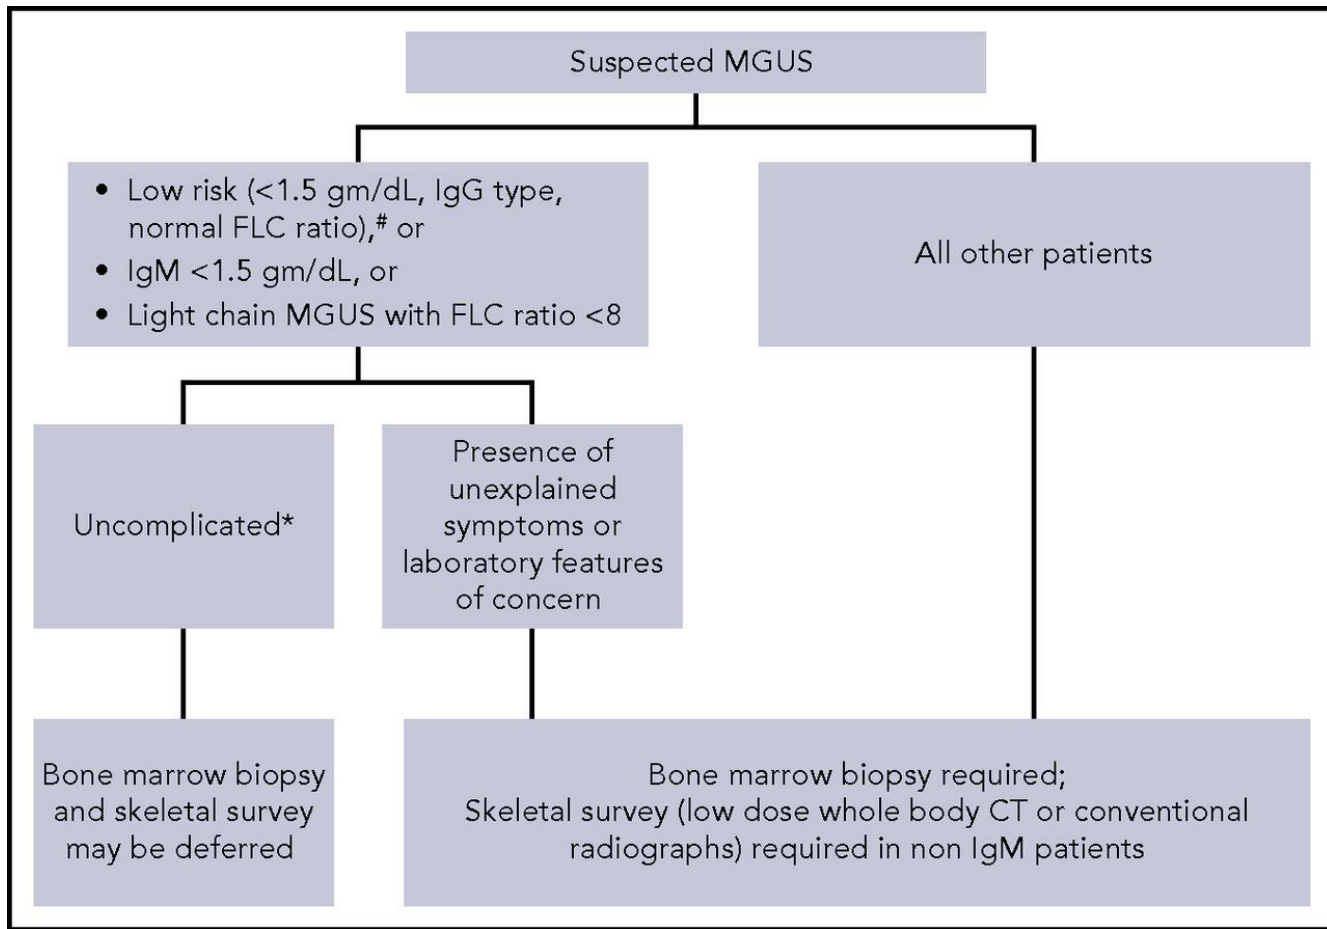 Suspected MGUS
• Low risk (<1.5 gm/dL, IgG type,
normal FLC ratio),# or
• IgM <1.5 gm/dL, or
• Light chain MGUS with FLC ratio <8
All other patients
Uncomplicated*
Presence of
unexplained
symptoms or
laboratory features
of concern
Bone marrow biopsy
and skeletal survey
may be deferred
Bone marrow biopsy required;
Skeletal survey (low dose whole body CT or conventional
radiographs) required in non IgM patients